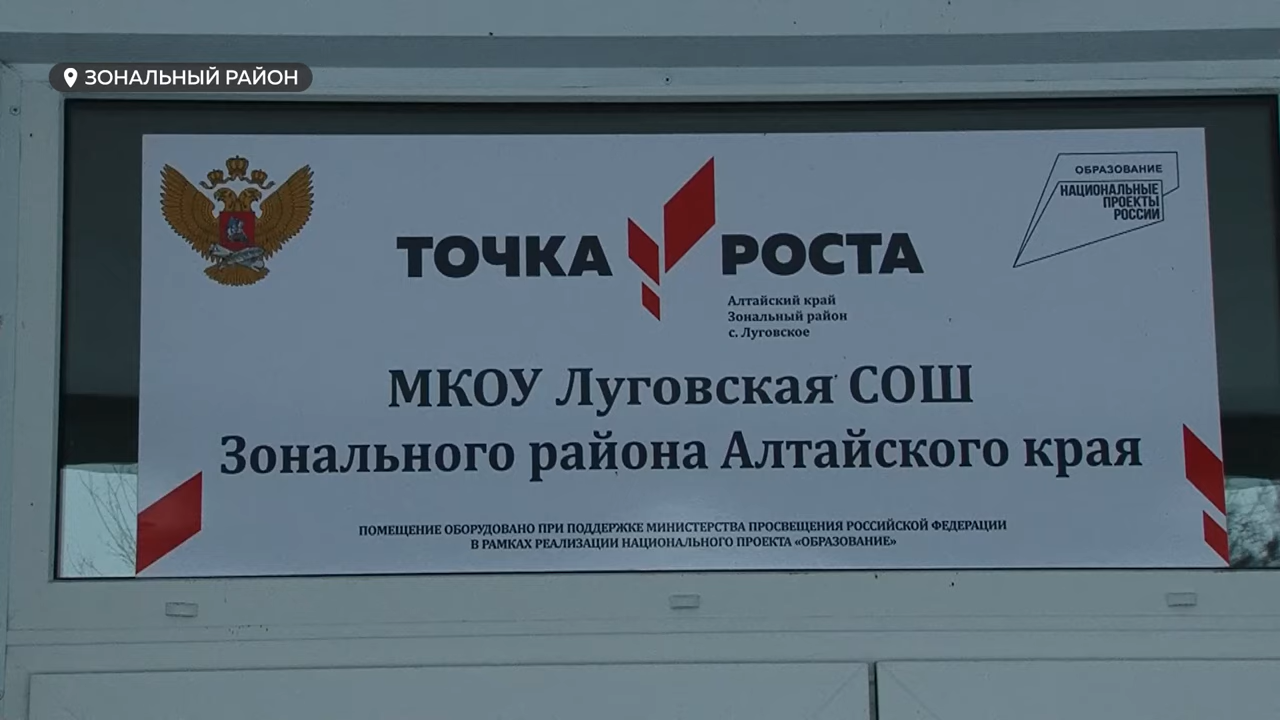 ЗОНАЛЬНЫЙ РАЙОН
ОБРАЗОВАНИЕ
НАЦИОНАЛЬНЫЕ
ПРОЕКТЫ
РОССИИ
ТОЧКА РОСТА
Алтайский край
Зональный район
с. Луговское
МКОУ Луговская СОШ
Зонального района Алтайского края
ПОМЕЩЕНИЕ ОБОРУДОВАНО ПРИ ПОДДЕРЖКЕ МИНИСТЕРСТВА ПРОСВЕЩЕНИЯ РОССИЙСКОЙ ФЕДЕРАЦИИ
В РАМКАХ РЕАЛИЗАЦИИ НАЦИОНАЛЬНОГО ПРОЕКТА «ОБРАЗОВАНИЕ»